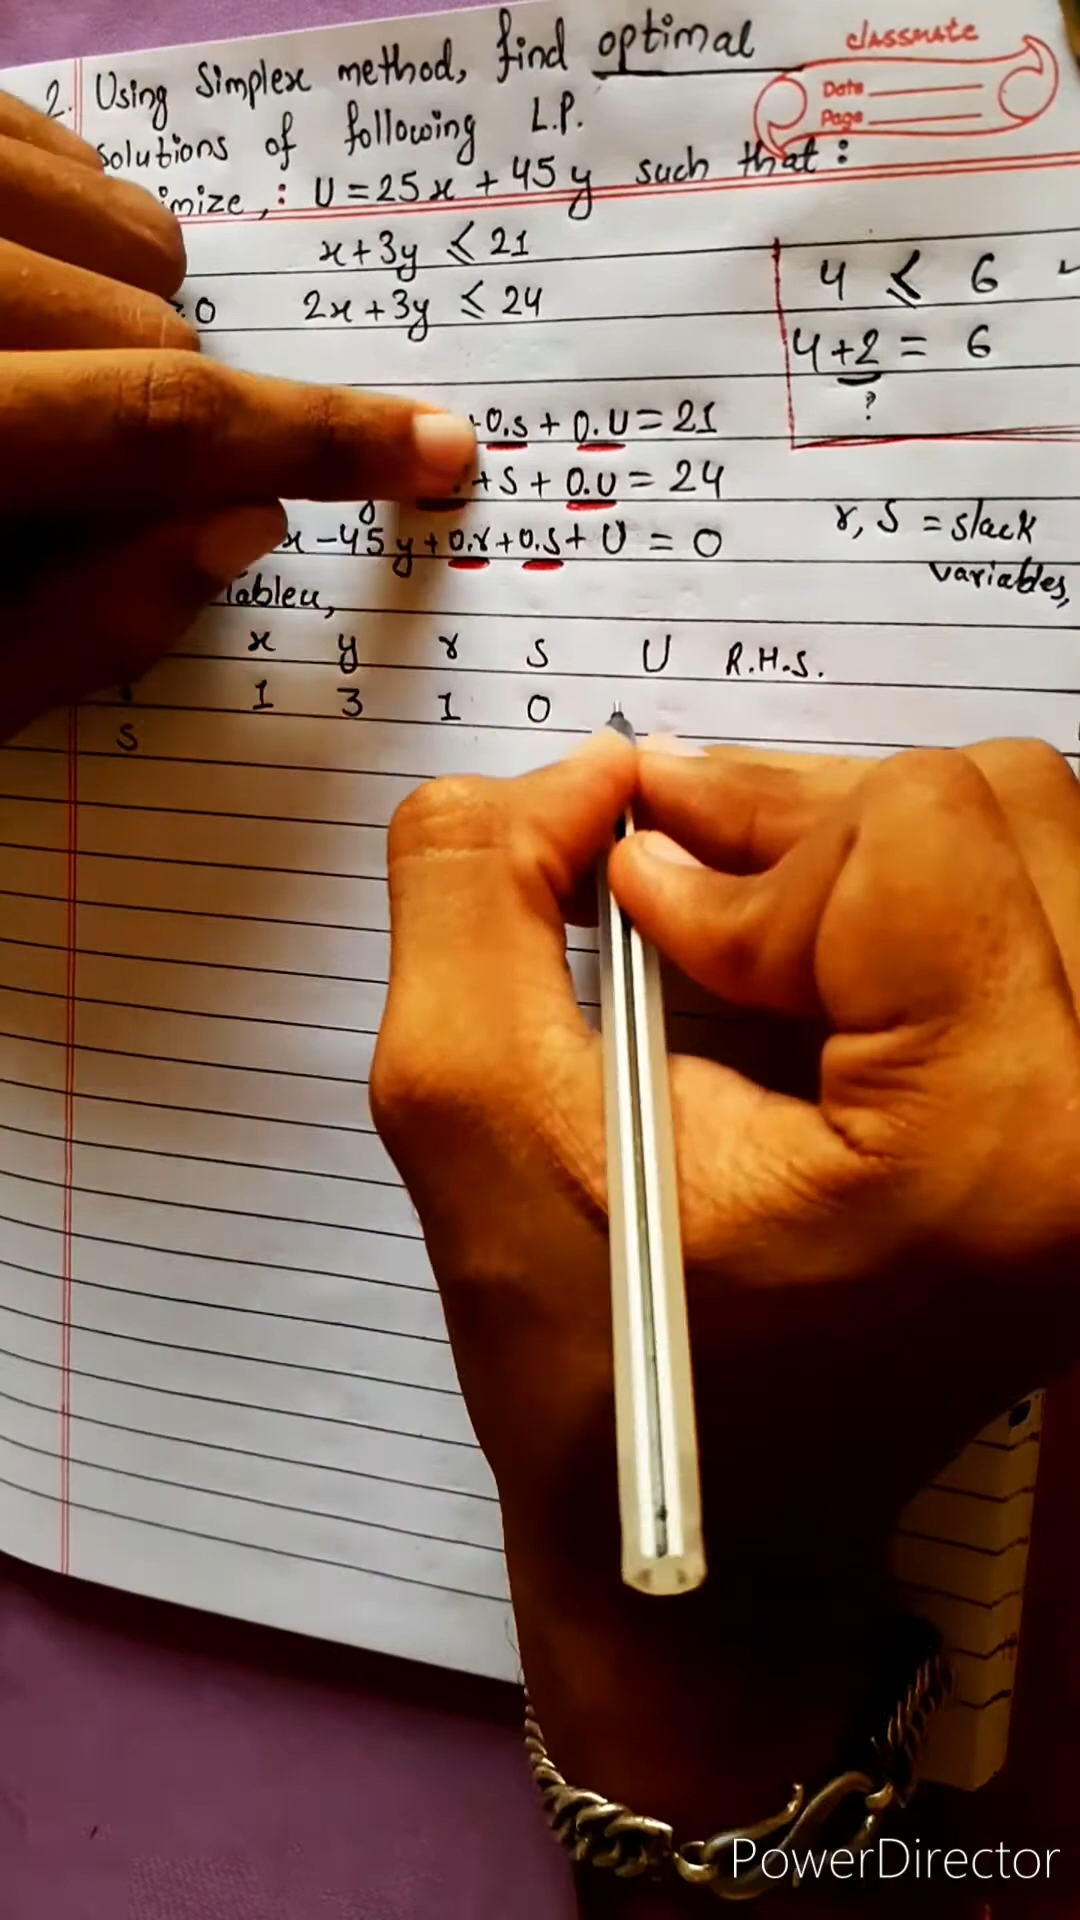 2. Using Simplex method, find optimal
solutions of following L.P.
imize,: U = 25x + 45y such that:
x + 3y ≤ 21
0 2x + 3y ≤ 24
classmate
Date
Page
4 ≤ 6
4+2 = 6
?
+0.s + 0.U = 21
+ S + 0.U = 24
x - 45y + 0.r + 0.s + U = 0
r, s = slack
variables,
Tableu,
x y r s U R.H.S.
1 3 1 0
s
PowerDirector